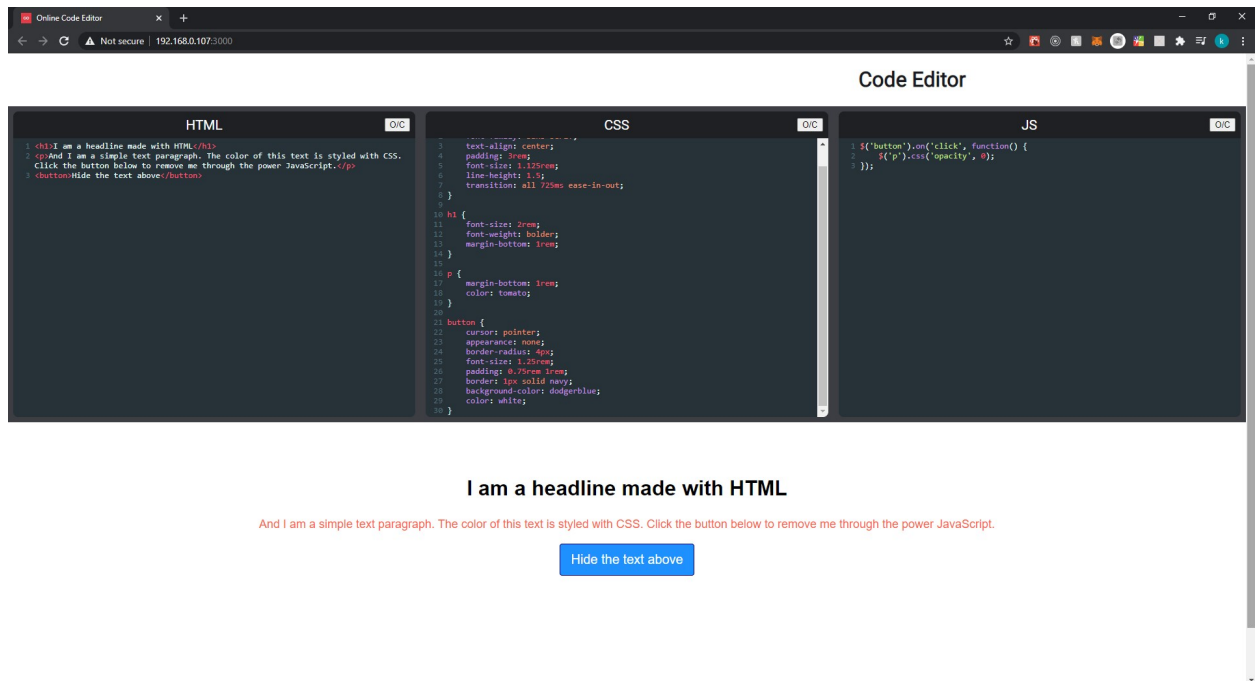 Online Code Editor
Not secure | 192.168.0.107:3000
Code Editor
HTML
O/C
1 <h1>I am a headline made with HTML</h1>
2 <p>And I am a simple text paragraph. The color of this text is styled with CSS.
Click the button below to remove me through the power JavaScript.</p>
3 <button>Hide the text above</button>
CSS
O/C
3 text-align: center;
4 padding: 3rem;
5 font-size: 1.125rem;
6 line-height: 1.5;
7 transition: all 725ms ease-in-out;
8 }
9
10 h1 {
11 font-size: 2rem;
12 font-weight: bolder;
13 margin-bottom: 1rem;
14 }
15
16 p {
17 margin-bottom: 1rem;
18 color: tomato;
19 }
20
21 button {
22 cursor: pointer;
23 appearance: none;
24 border-radius: 4px;
25 font-size: 1.25rem;
26 padding: 0.75rem 1rem;
27 border: 1px solid navy;
28 background-color: dodgerblue;
29 color: white;
30 }
JS
O/C
1 $('button').on('click', function() {
2 $('p').css('opacity', 0);
3 });
I am a headline made with HTML
And I am a simple text paragraph. The color of this text is styled with CSS. Click the button below to remove me through the power JavaScript.
Hide the text above